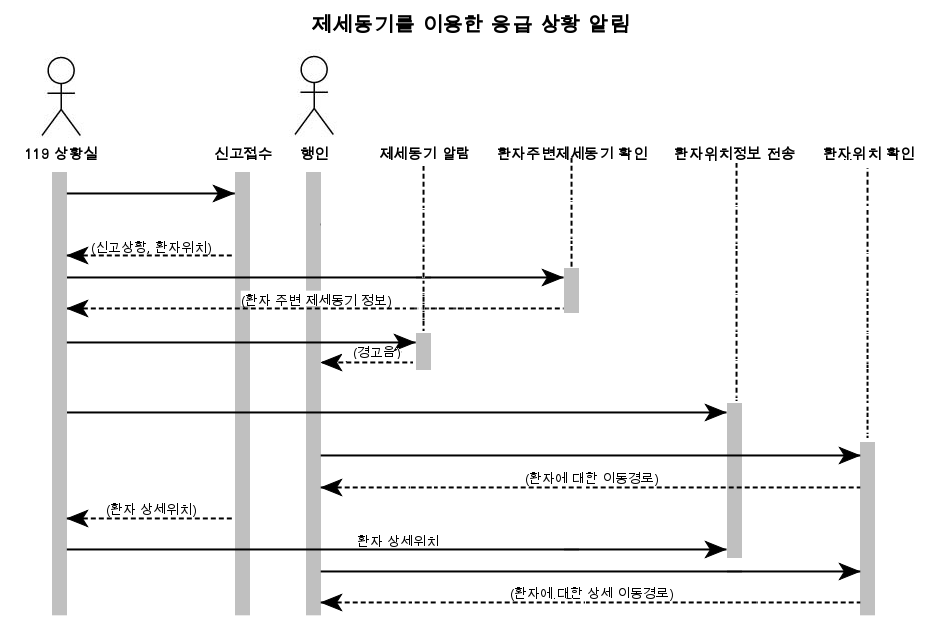 제세동기를 이용한 응급 상황 알림
119 상황실
신고접수
행인
제세동기 알람
환자주변제세동기 확인
환자위치정보 전송
환자위치 확인
(신고상황, 환자위치)
(환자 주변 제세동기 정보)
(경고음)
(환자에 대한 이동경로)
(환자 상세위치)
환자 상세위치
(환자에 대한 상세 이동경로)